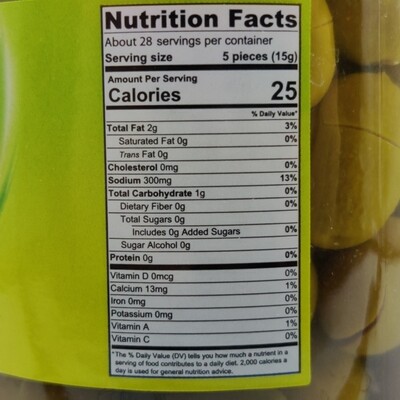 Nutrition Facts
About 28 servings per container
Serving size 5 pieces (15g)
Amount Per Serving
Calories 25
% Daily Value*
Total Fat 2g 3%
Saturated Fat 0g 0%
Trans Fat 0g
Cholesterol 0mg 0%
Sodium 300mg 13%
Total Carbohydrate 1g 0%
Dietary Fiber 0g 0%
Total Sugars 0g
Includes 0g Added Sugars 0%
Sugar Alcohol 0g
Protein 0g 0%
Vitamin D 0mcg 0%
Calcium 13mg 1%
Iron 0mg 0%
Potassium 0mg 0%
Vitamin A 1%
Vitamin C 0%
*The % Daily Value (DV) tells you how much a nutrient in a
serving of food contributes to a daily diet. 2,000 calories a
day is used for general nutrition advice.